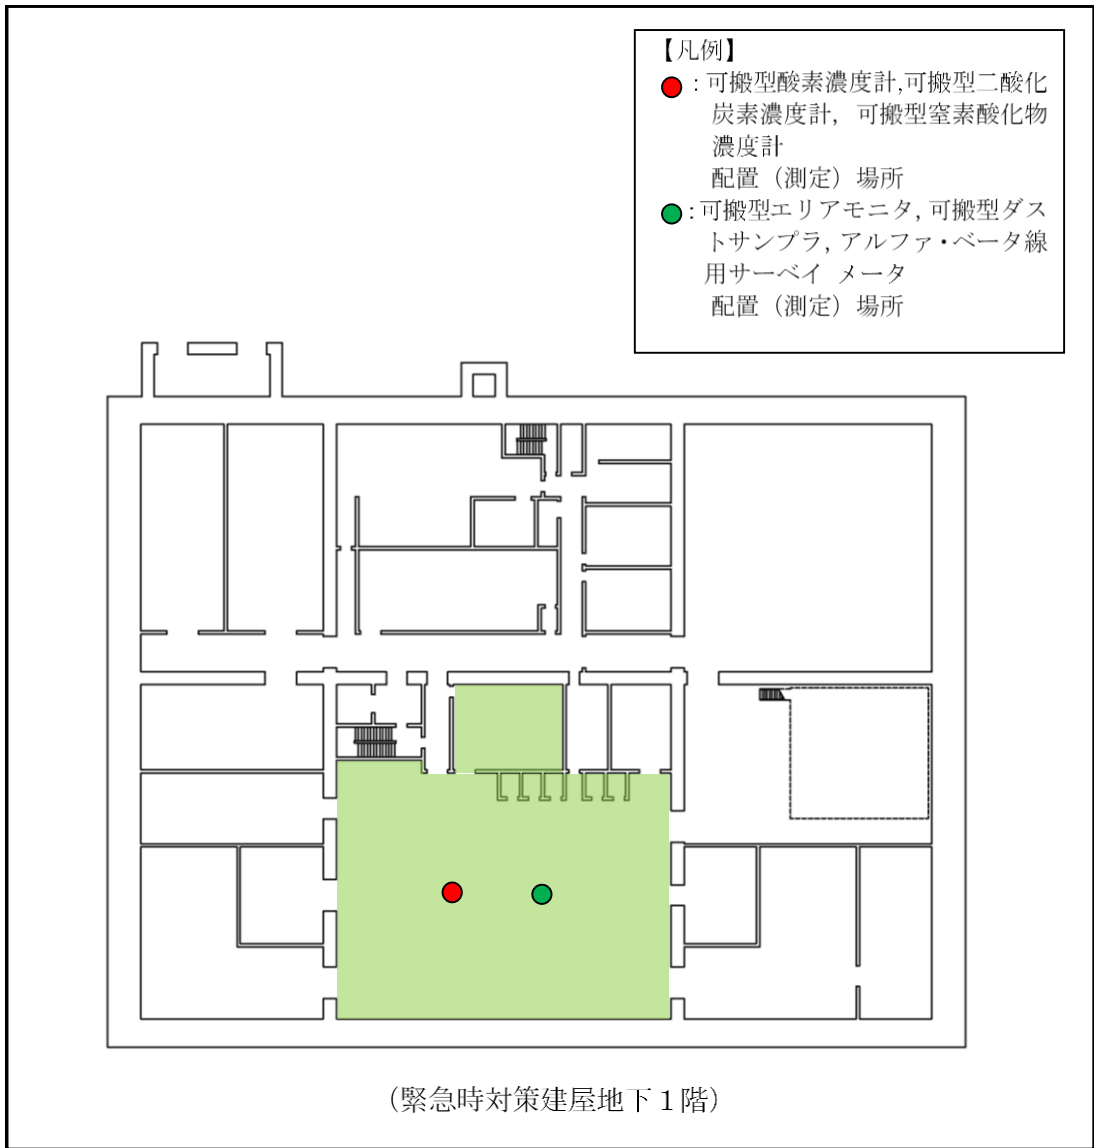 【凡例】
：可搬型酸素濃度計,可搬型二酸化
炭素濃度計，可搬型窒素酸化物
濃度計
配置（測定）場所
：可搬型エリアモニタ，可搬型ダス
トサンプラ，アルファ・ベータ線
用サーベイ メータ
配置（測定）場所
（緊急時対策建屋地下１階）